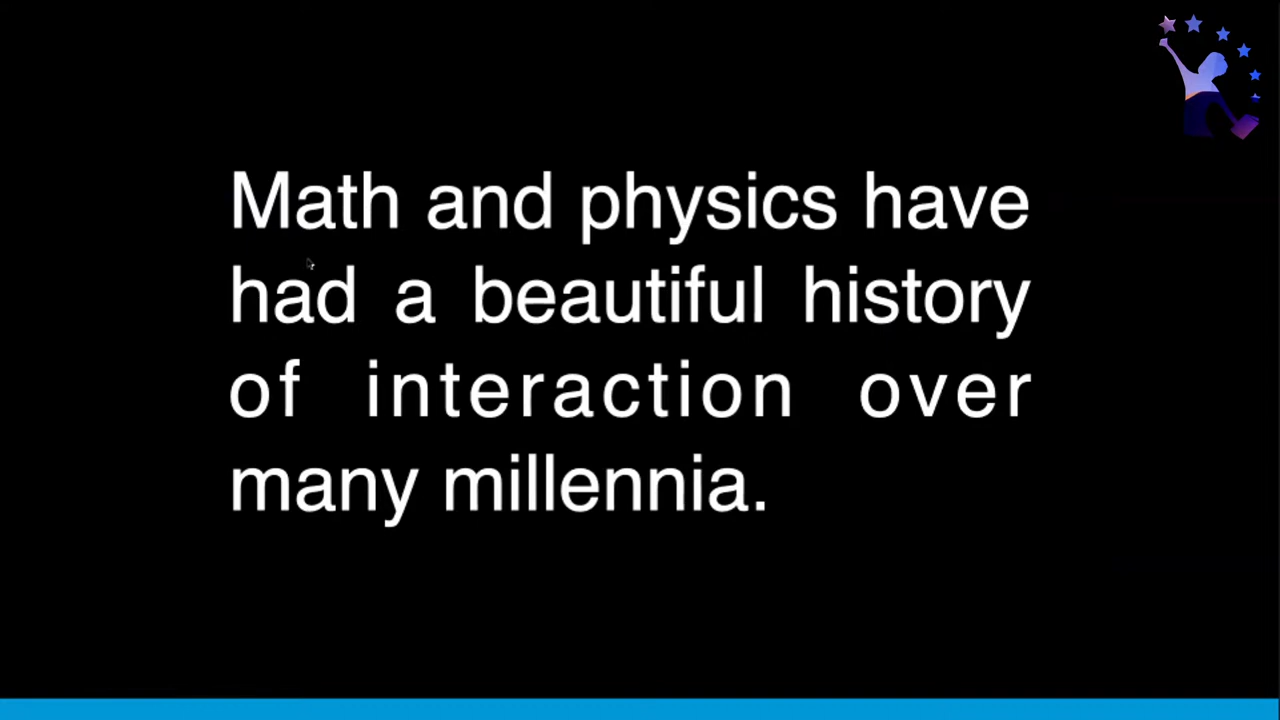 Math and physics have
had a beautiful history
of interaction over
many millennia.